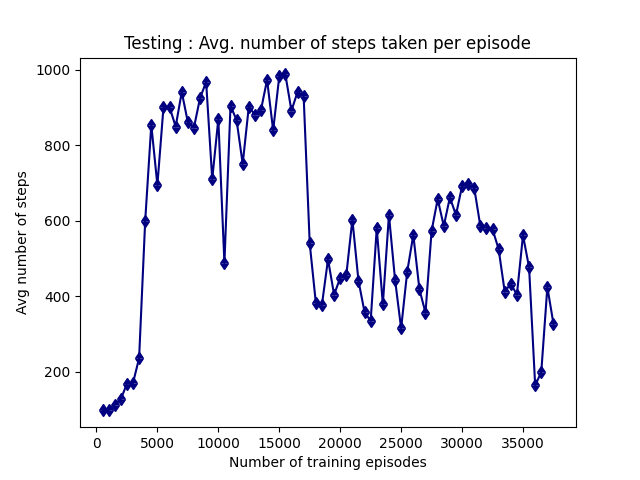 Testing : Avg. number of steps taken per episode
1000
800
600
400
200
Avg number of steps
0 5000 10000 15000 20000 25000 30000 35000
Number of training episodes